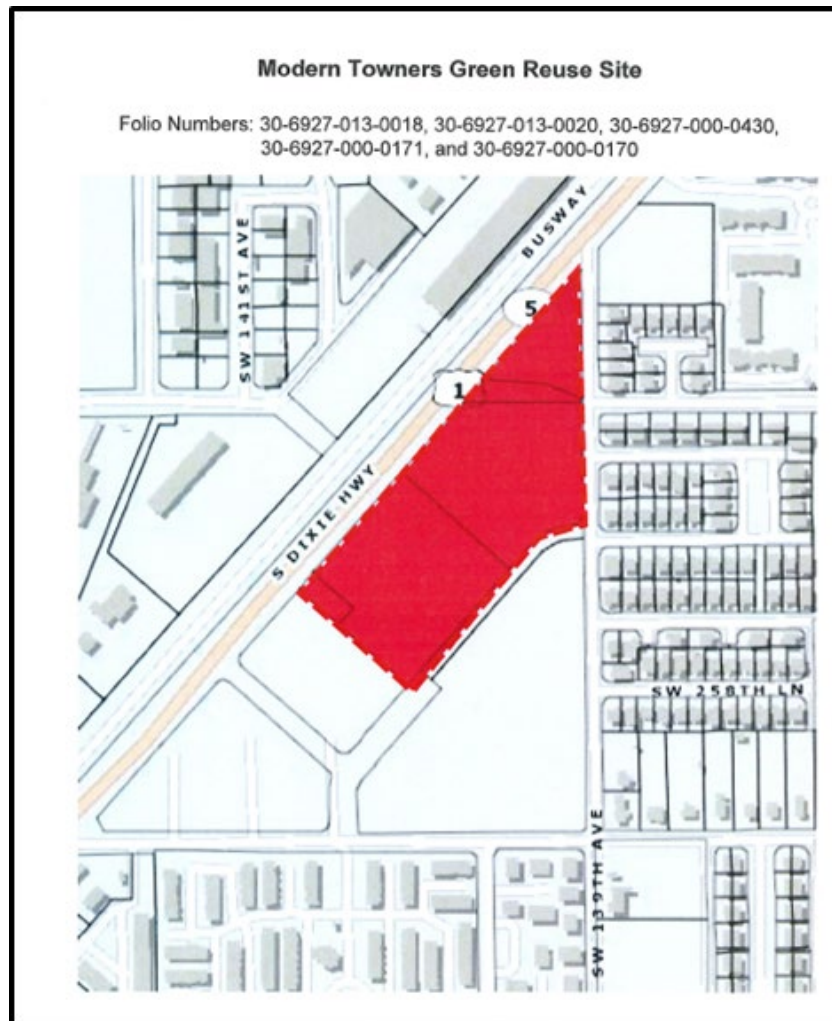 Modern Towners Green Reuse Site
Folio Numbers: 30-6927-013-0018, 30-6927-013-0020, 30-6927-000-0430,
30-6927-000-0171, and 30-6927-000-0170
BUSWAY
SW 141ST AVE
5
1
S DIXIE HWY
SW 258TH LN
SW 139TH AVE